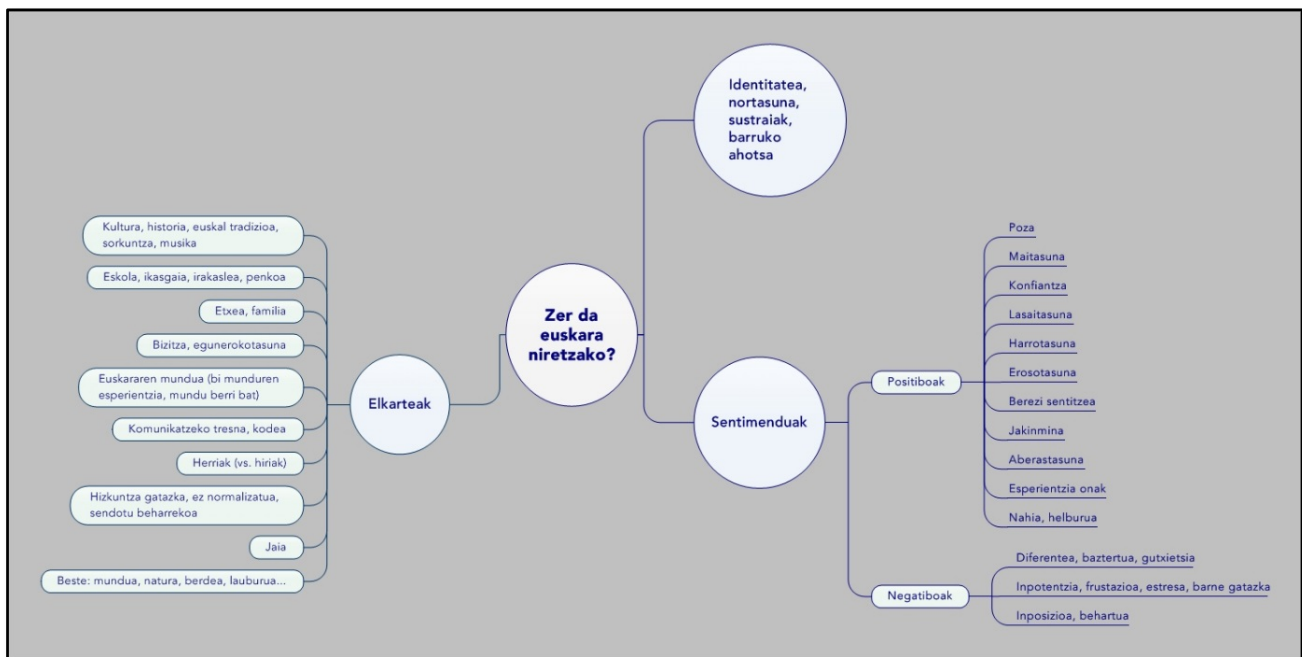 Zer da
euskara
niretzako?
Identitatea,
nortasuna,
sustraiak,
barruko
ahotsa
Sentimenduak
Positiboak
Poza
Maitasuna
Konfiantza
Lasaitasuna
Harrotasuna
Erosotasuna
Berezi sentitzea
Jakinmina
Aberastasuna
Esperientzia onak
Nahia, helburua
Negatiboak
Diferentea, baztertua, gutxietsia
Inpotentzia, frustazioa, estresa, barne gatazka
Inposizioa, behartua
Elkarteak
Kultura, historia, euskal tradizioa,
sorkuntza, musika
Eskola, ikasgaia, irakaslea, penkoa
Etxea, familia
Bizitza, egunerokotasuna
Euskararen mundua (bi munduren
esperientzia, mundu berri bat)
Komunikatzeko tresna, kodea
Herriak (vs. hiriak)
Hizkuntza gatazka, ez normalizatua,
sendotu beharrekoa
Jaia
Beste: mundua, natura, berdea, lauburua...